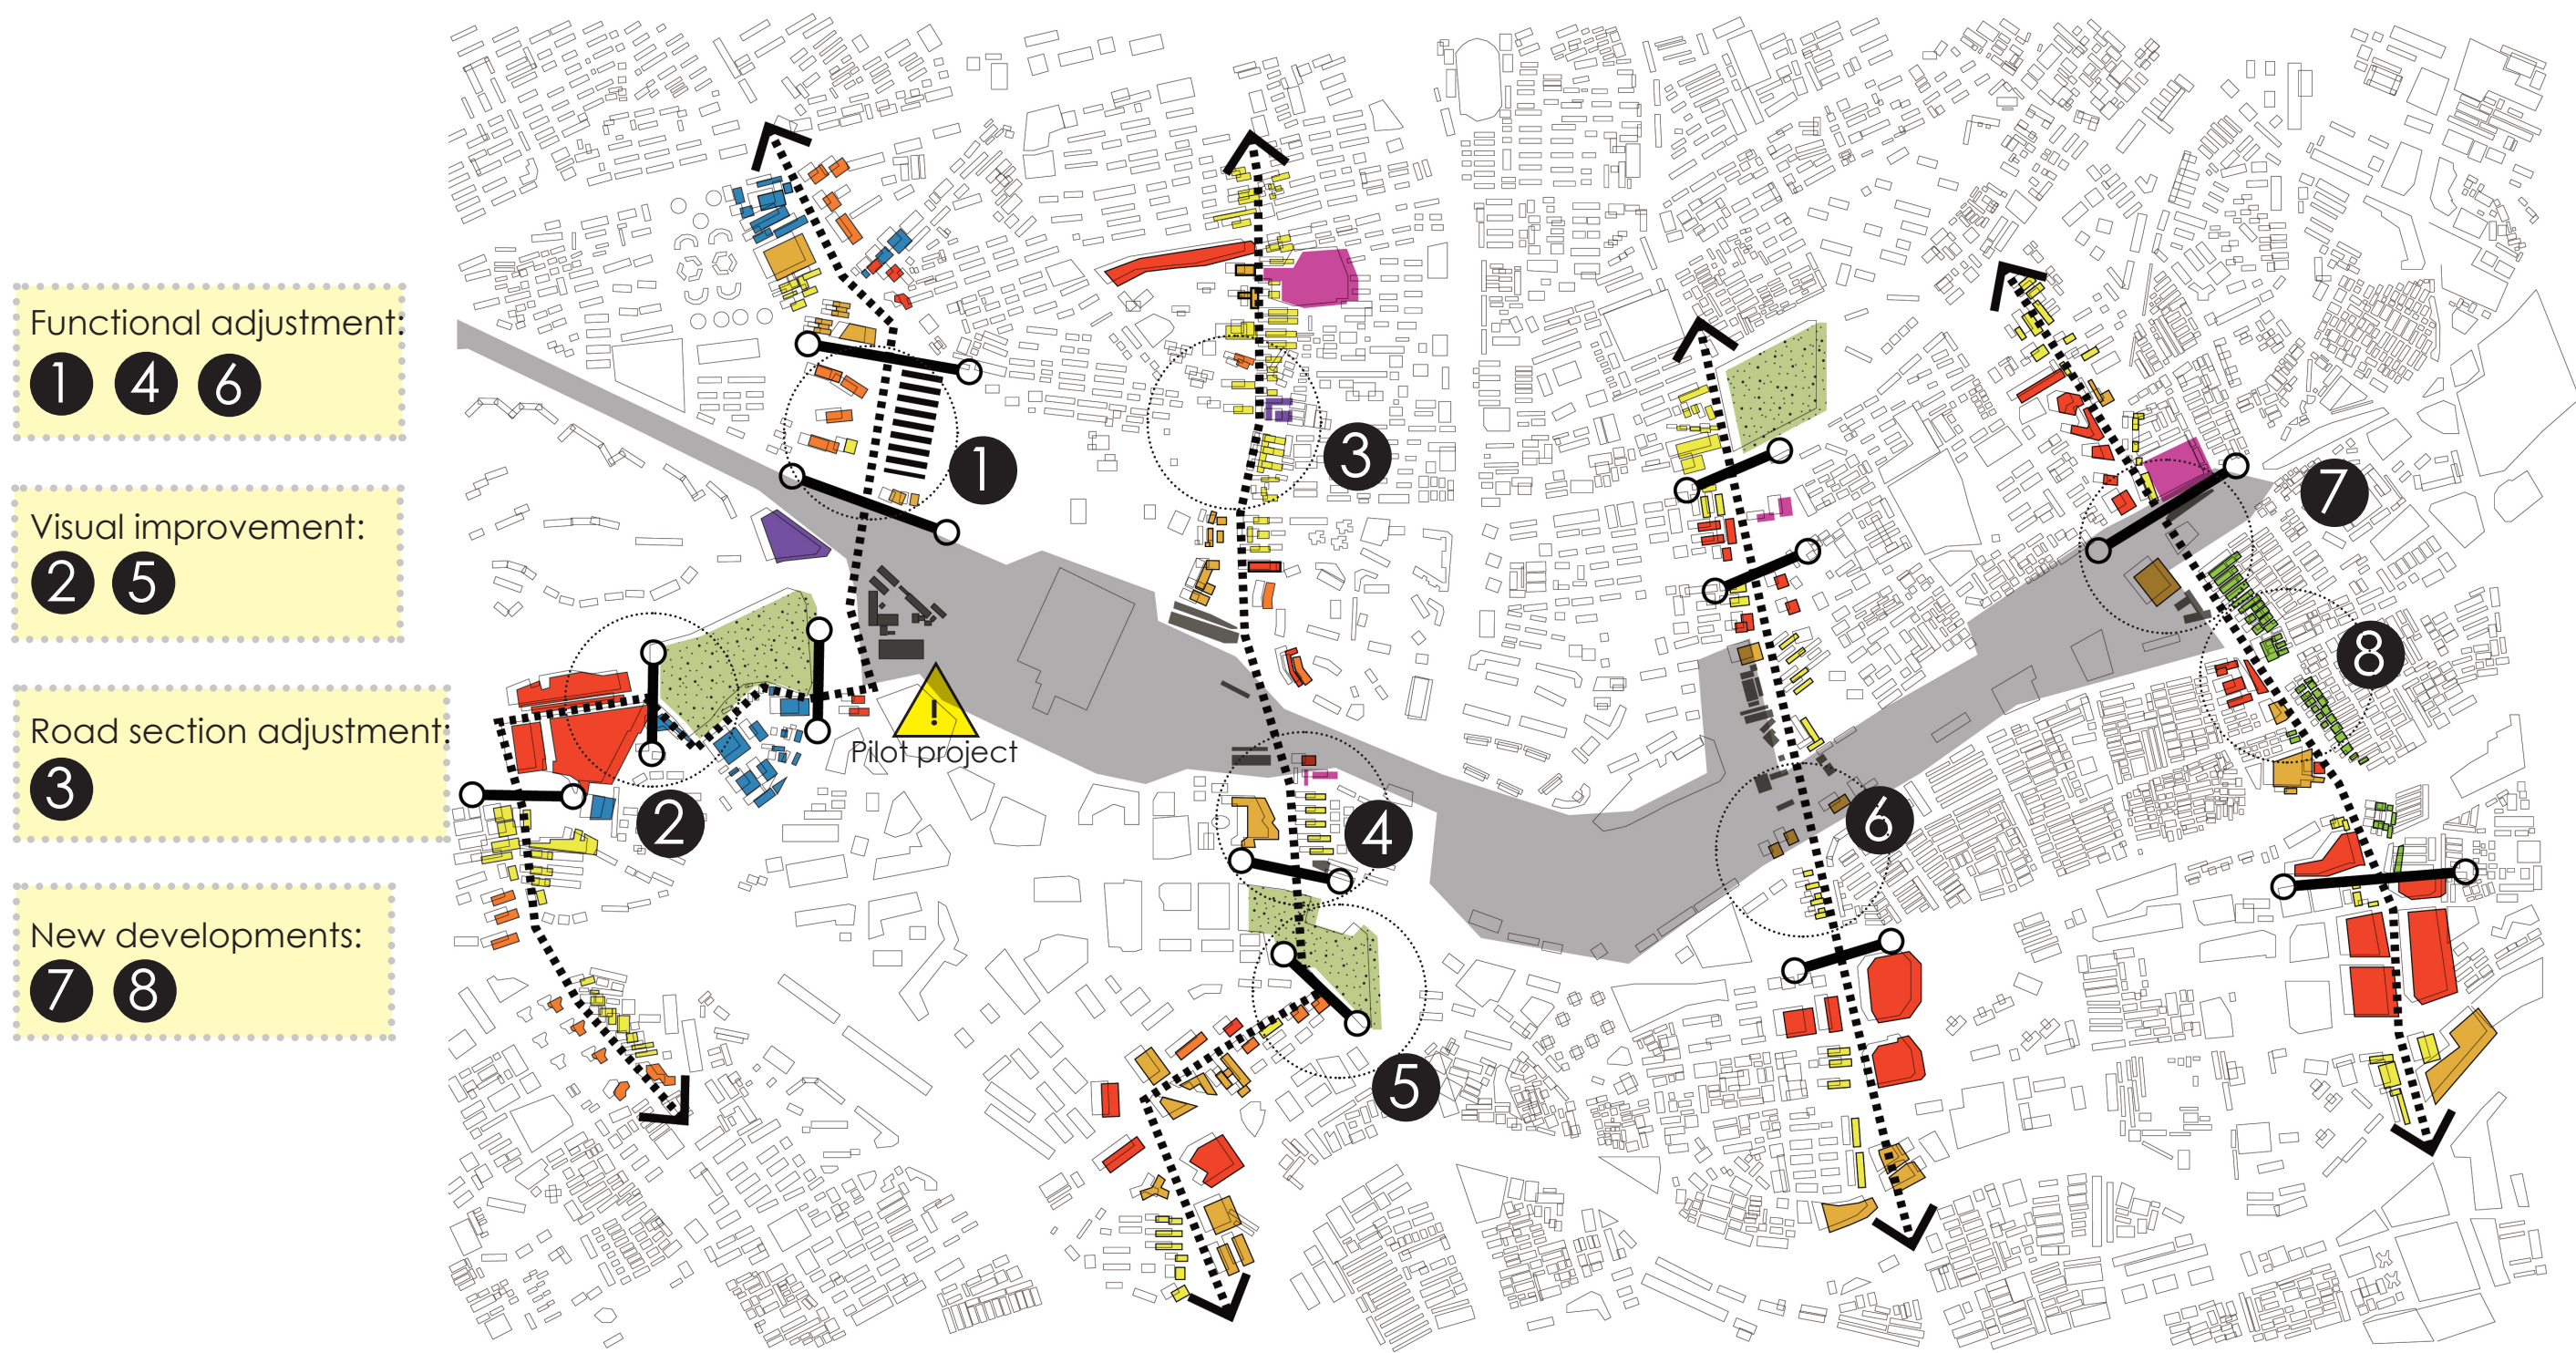 Functional adjustment:
1 4 6
Visual improvement:
2 5
Road section adjustment:
3
New developments:
7 8
1
3
7
8
!
Pilot project
2
4
6
5